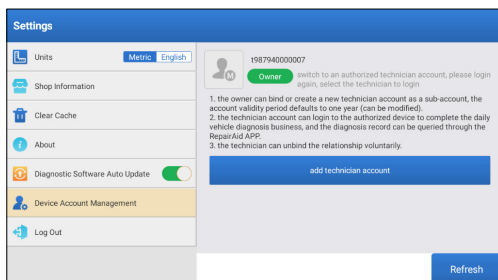 Settings
Units
Metric English
Shop Information
Clear Cache
About
Diagnostic Software Auto Update
Device Account Management
Log Out
M
t987940000007
Owner
switch to an authorized technician account, please login
again, select the technician to login
1. the owner can bind or create a new technician account as a sub-account, the
account validity period defaults to one year (can be modified).
2. the technician account can login to the authorized device to complete the daily
vehicle diagnosis business, and the diagnosis record can be queried through the
RepairAid APP.
3. the technician can unbind the relationship voluntarily.
add technician account
Refresh